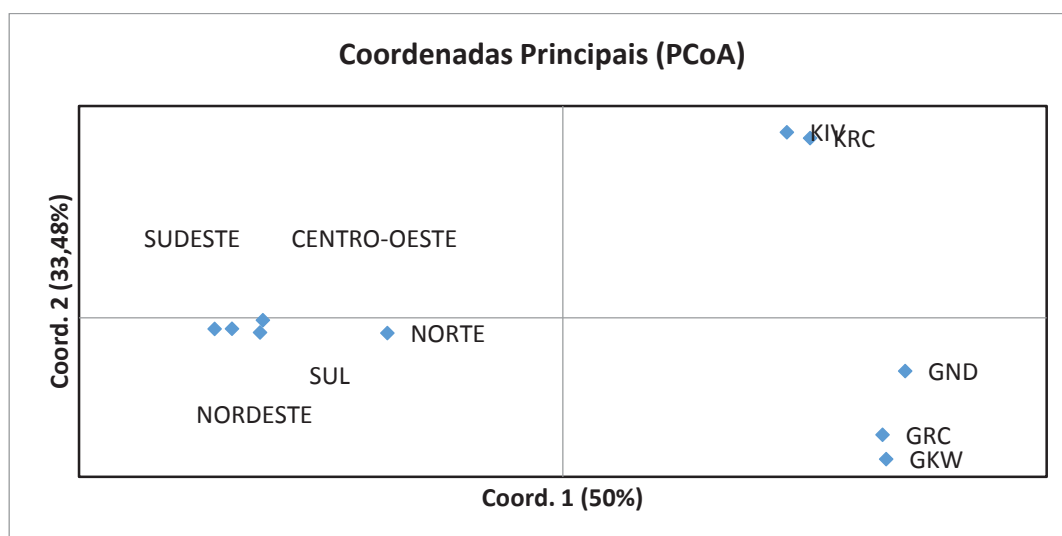 Coordenadas Principais (PCoA)
KIV
KRC
SUDESTE
CENTRO-OESTE
Coord. 2 (33,48%)
NORTE
SUL
GND
NORDESTE
GRC
GKW
Coord. 1 (50%)